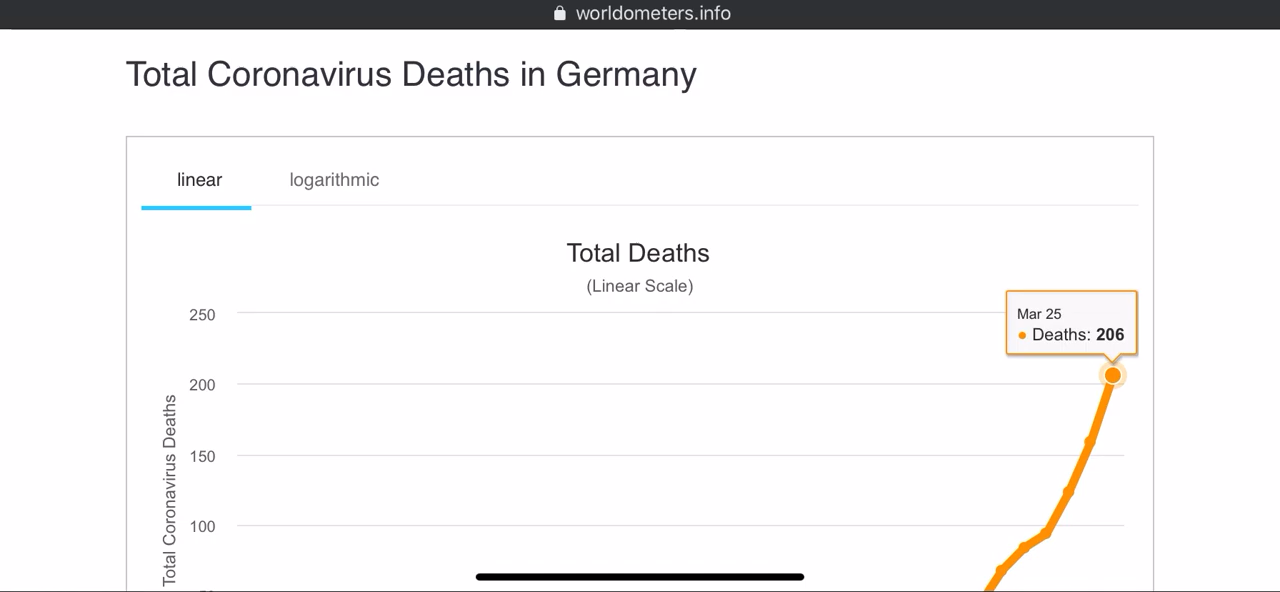 worldometers.info
Total Coronavirus Deaths in Germany
linear logarithmic
Total Deaths
(Linear Scale)
Mar 25
Deaths: 206
250
200
150
100
Total Coronavirus Deaths